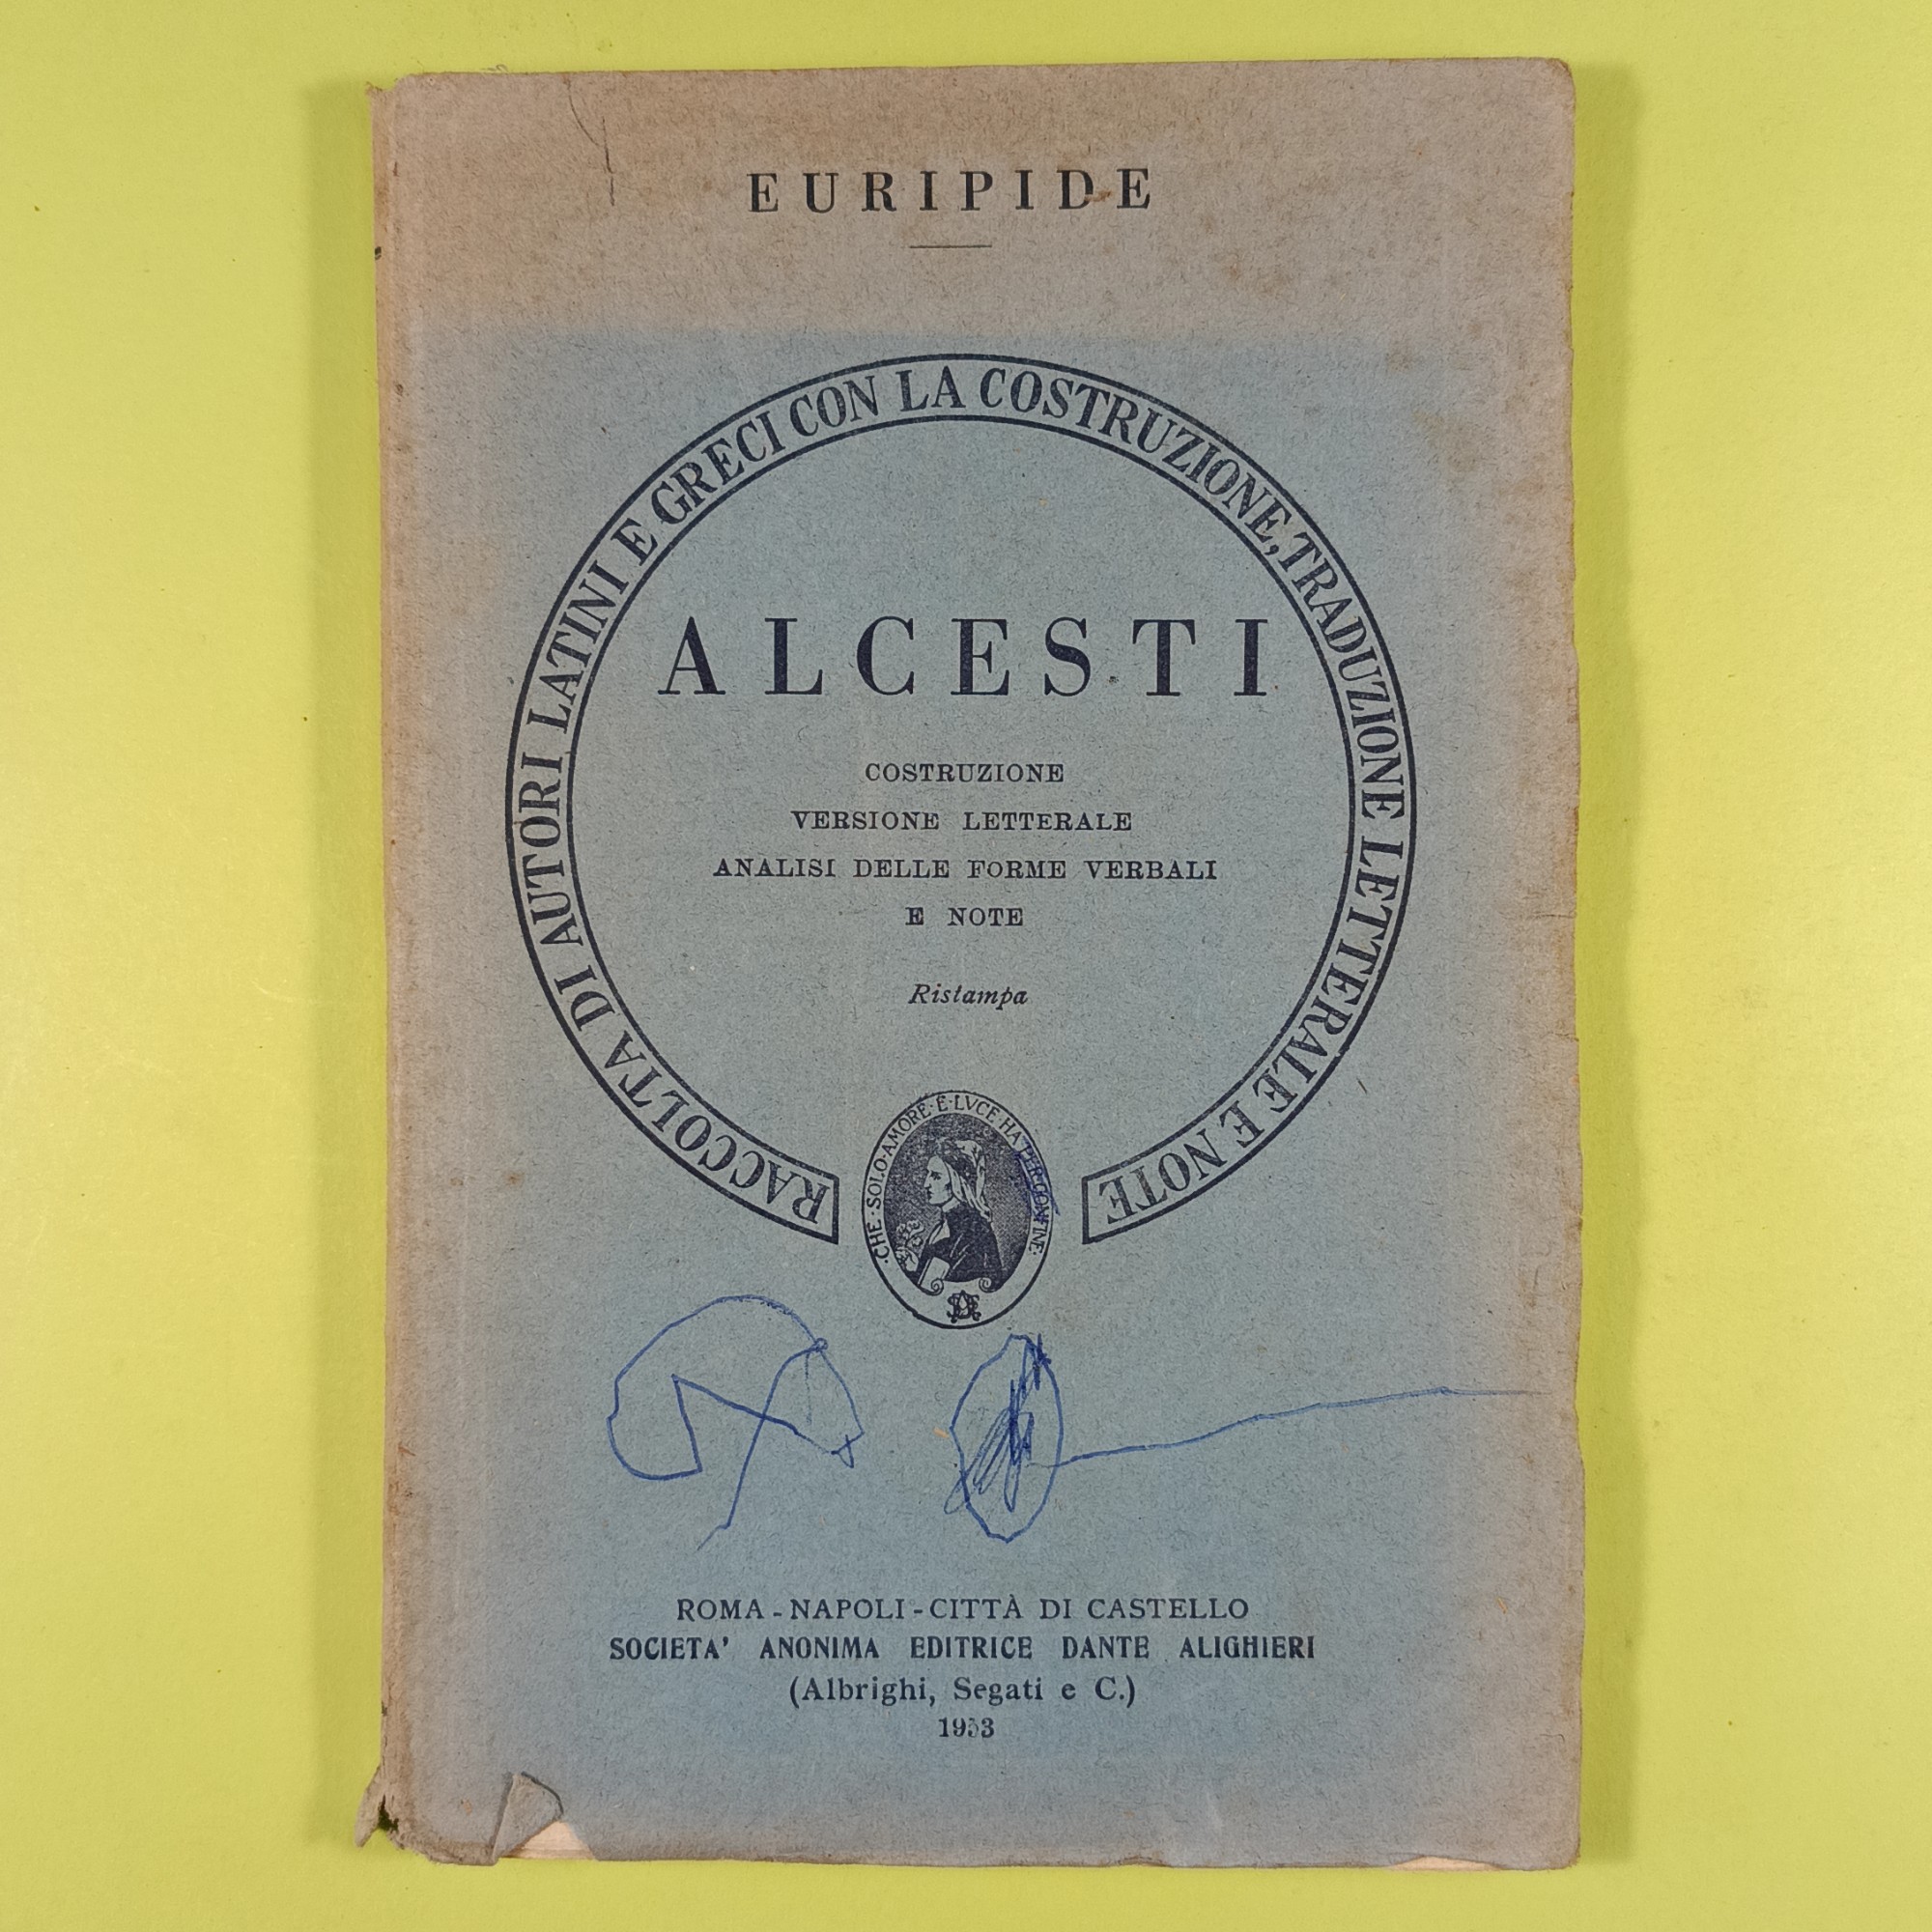 EURIPIDE
RACCOLTA DI AUTORI LATINI E GRECI CON LA COSTRUZIONE, TRADUZIONE LETTERALE E NOTE
ALCESTI
COSTRUZIONE
VERSIONE LETTERALE
ANALISI DELLE FORME VERBALI
E NOTE
Ristampa
·CHE·SOLO·AMORE·E·LVCE·HA·PER·CONFINE·
ROMA - NAPOLI - CITTÀ DI CASTELLO
SOCIETA' ANONIMA EDITRICE DANTE ALIGHIERI
(Albrighi, Segati e C.)
1953